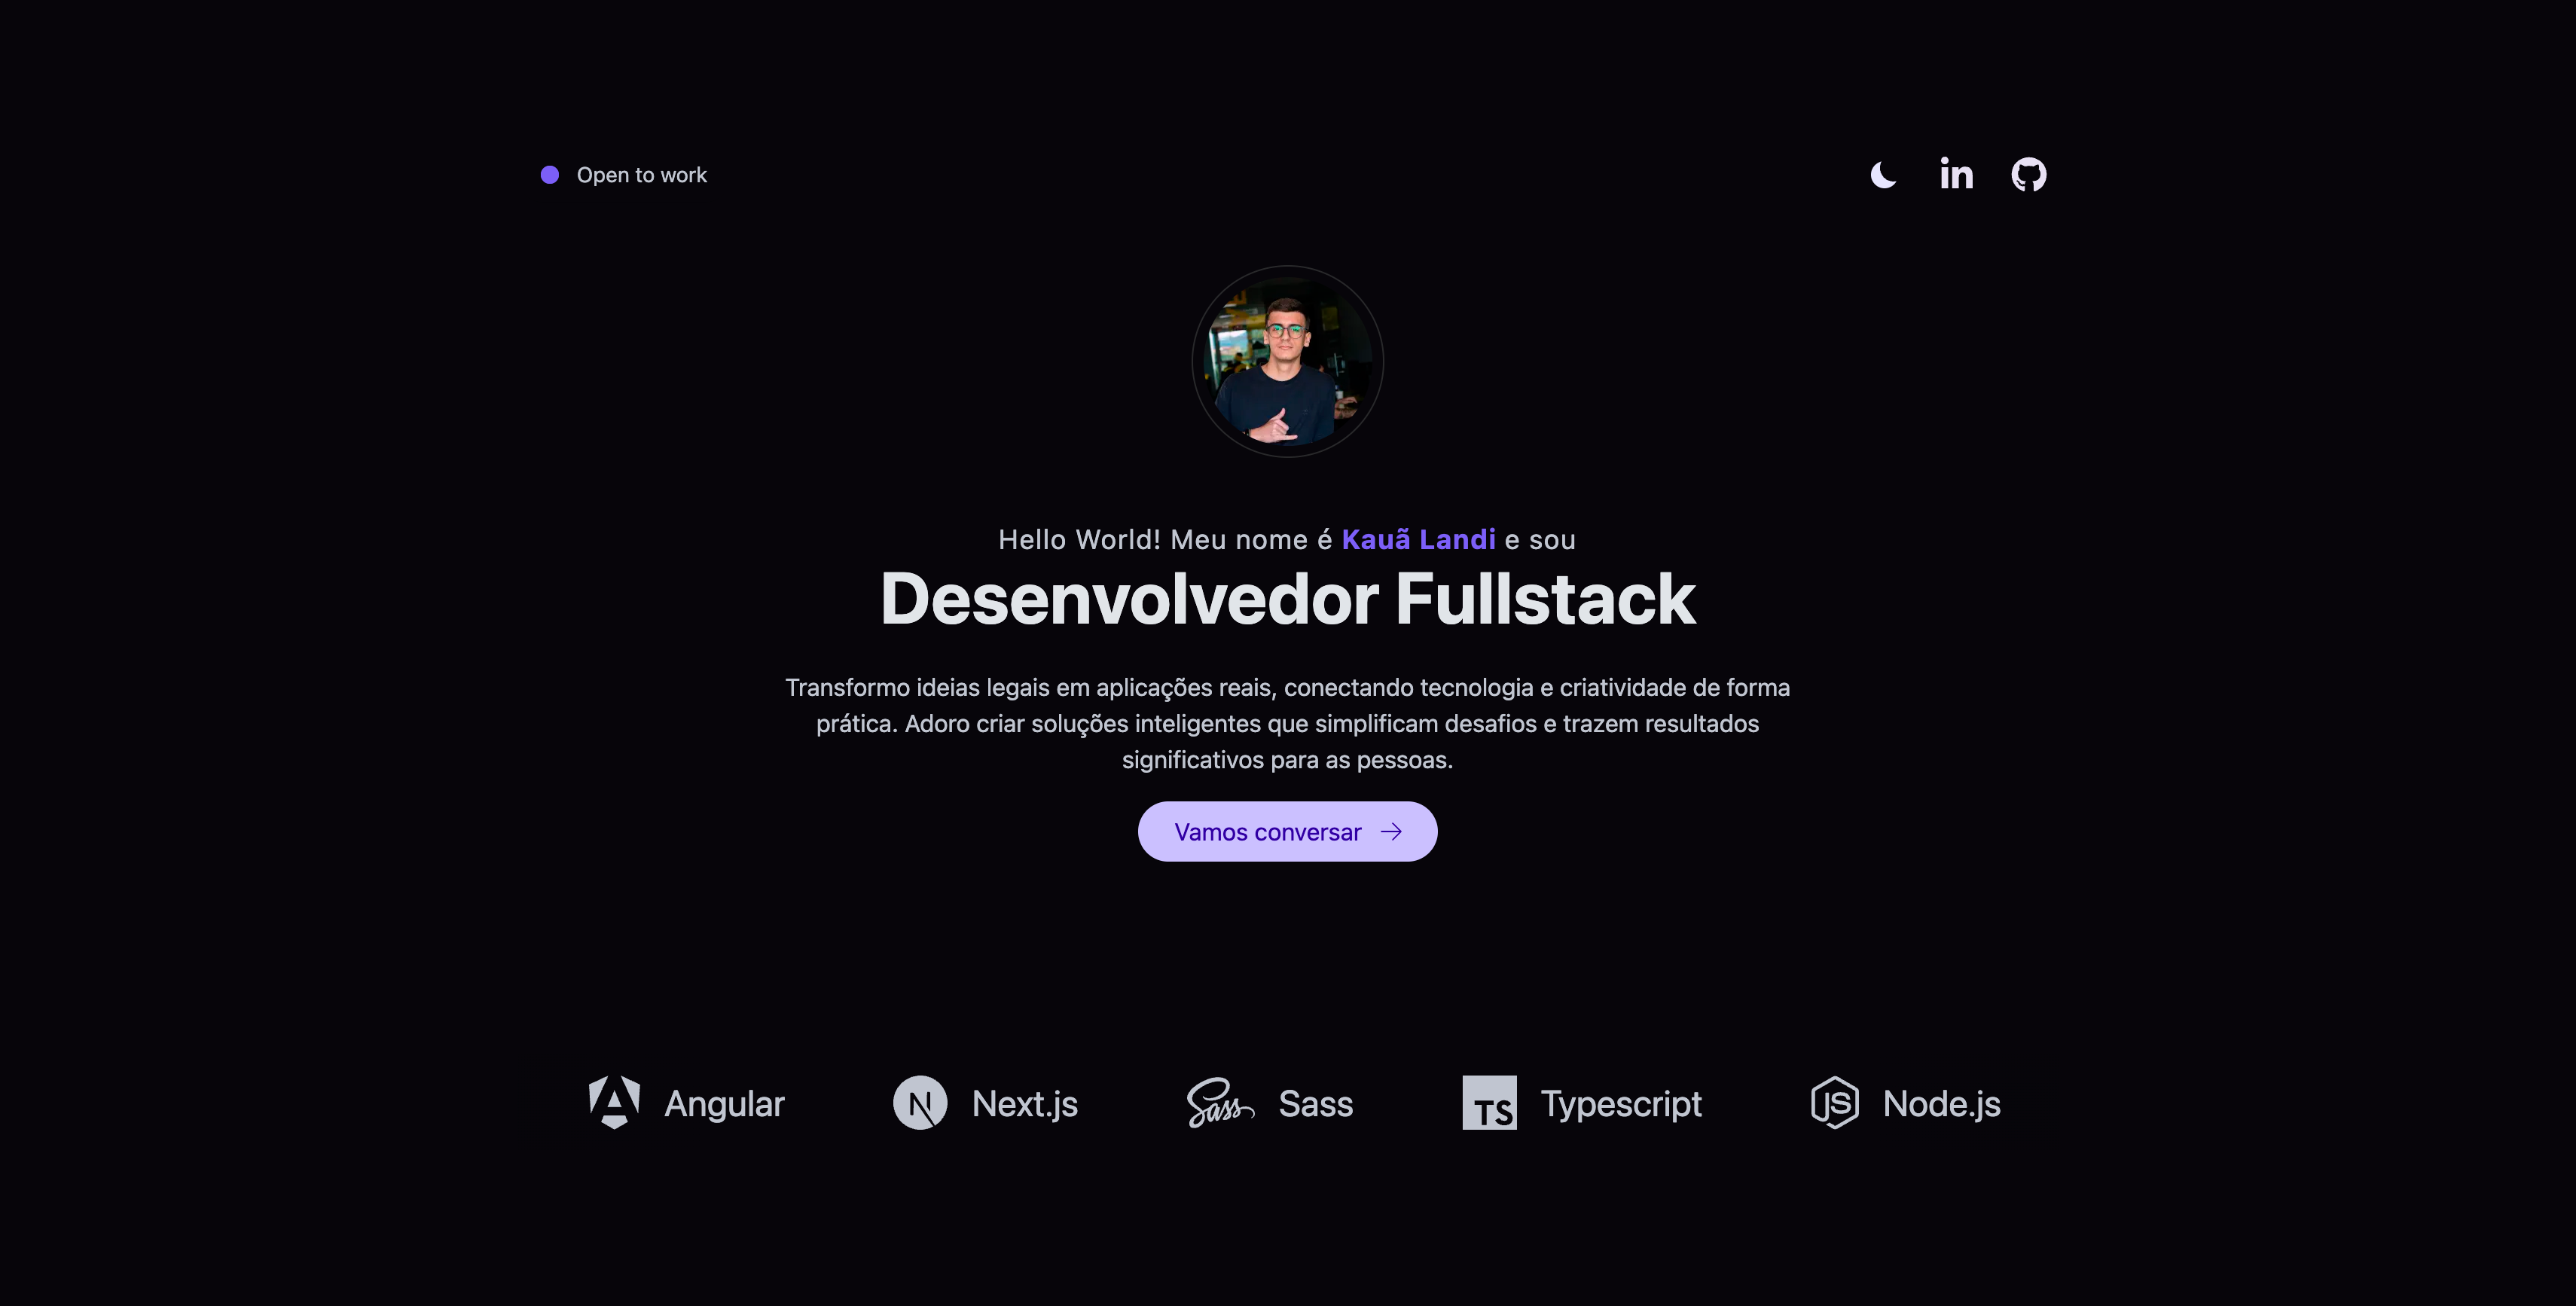 Open to work
in
Hello World! Meu nome é Kauã Landi e sou
Desenvolvedor Fullstack
Transformo ideias legais em aplicações reais, conectando tecnologia e criatividade de forma
prática. Adoro criar soluções inteligentes que simplificam desafios e trazem resultados
significativos para as pessoas.
Vamos conversar
A Angular
N Next.js
Sass Sass
TS Typescript
JS Node.js